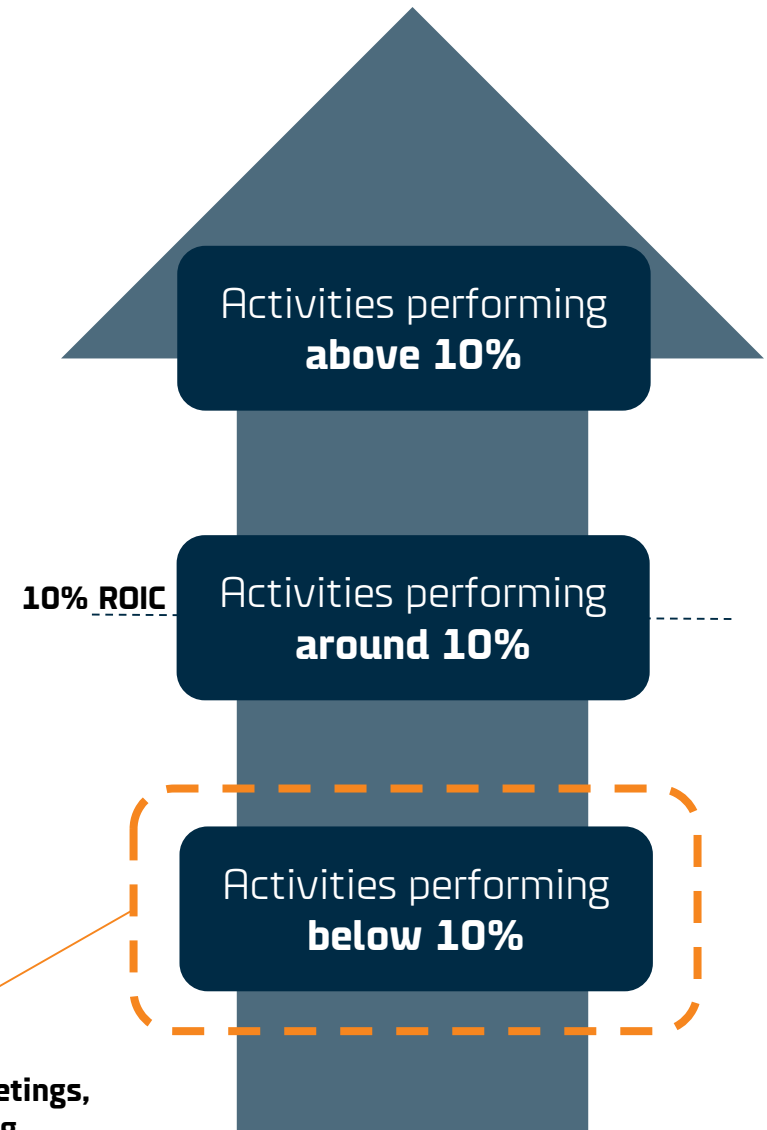 Activities performing
above 10%
10% ROIC
Activities performing
around 10%
Activities performing
below 10%